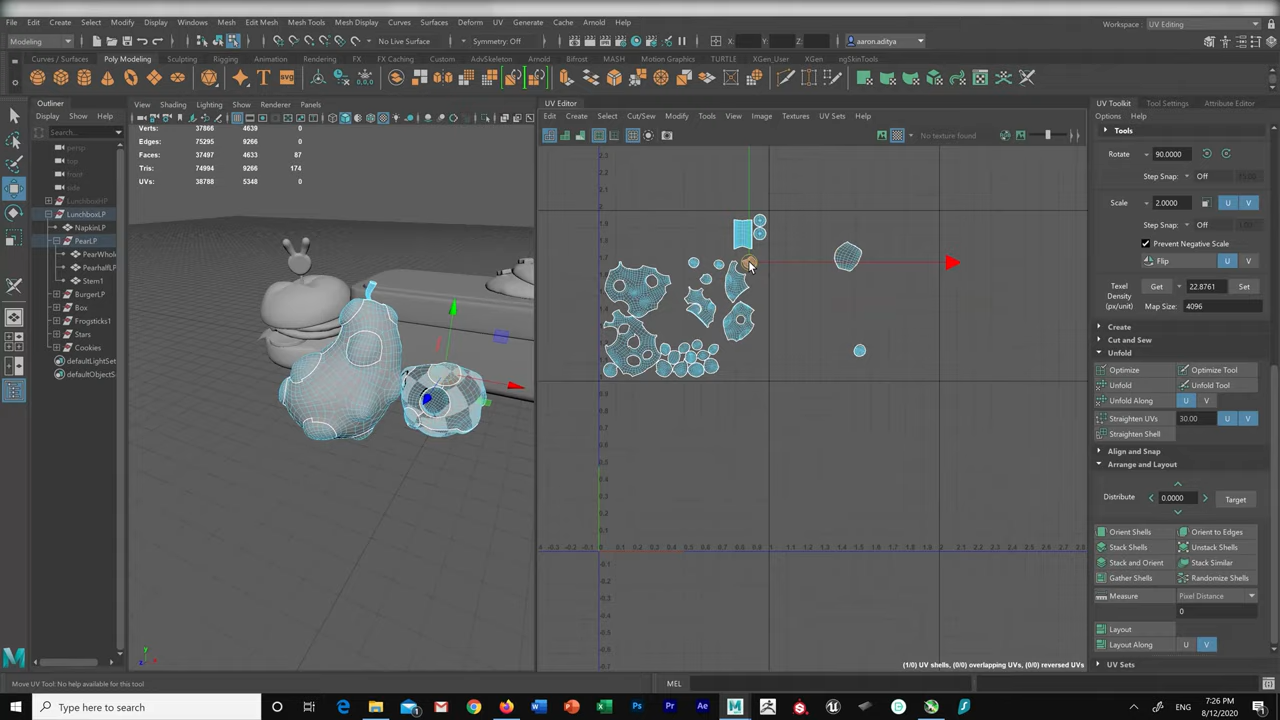 File Edit Create Select Modify Display Windows Mesh Edit Mesh Mesh Tools Mesh Display Curves Surfaces Deform UV Generate Cache Arnold Help
Workspace : UV Editing
Modeling No Live Surface Symmetry: Off X: Y: Z: aaron.aditya
Curves / Surfaces Poly Modeling Sculpting Rigging Animation Rendering FX FX Caching Custom AdvSkeleton Arnold Bifrost MASH Motion Graphics TURTLE XGen_User XGen ngSkinTools
Outliner
Display Show Help
Search...
persp
top
front
side
LunchboxHP
LunchboxLP
NapkinLP
PearLP
PearWhol
PearhalfLP
Stem1
BurgerLP
Box
Frogsticks1
Stars
Cookies
defaultLightSet
defaultObjectS
View Shading Lighting Show Renderer Panels
Verts: 37866 4639 0
Edges: 75295 9266 0
Faces: 37497 4633 87
Tris: 74994 9266 174
UVs: 38788 5348 0
UV Editor
Edit Create Select Cut/Sew Modify Tools View Image Textures UV Sets Help
No texture found
(1/0) UV shells, (0/0) overlapping UVs, (0/0) reversed UVs
UV Toolkit Tool Settings Attribute Editor
Options Help
Tools
Rotate 90.0000
Step Snap: Off
Scale 2.0000 U V
Step Snap: Off
Prevent Negative Scale
Flip U V
Texel Density (px/unit) Get 22.8761 Set
Map Size: 4096
Create
Cut and Sew
Unfold
Optimize Optimize Tool
Unfold Unfold Tool
Unfold Along U V
Straighten UVs 30.00 U V
Straighten Shell
Align and Snap
Arrange and Layout
Distribute 0.0000 Target
Orient Shells Orient to Edges
Stack Shells Unstack Shells
Stack and Orient Stack Similar
Gather Shells Randomize Shells
Measure Pixel Distance
0
Layout
Layout Along U V
UV Sets
Move UV Tool: No help available for this tool
MEL
Type here to search
7:26 PM
8/12/2020